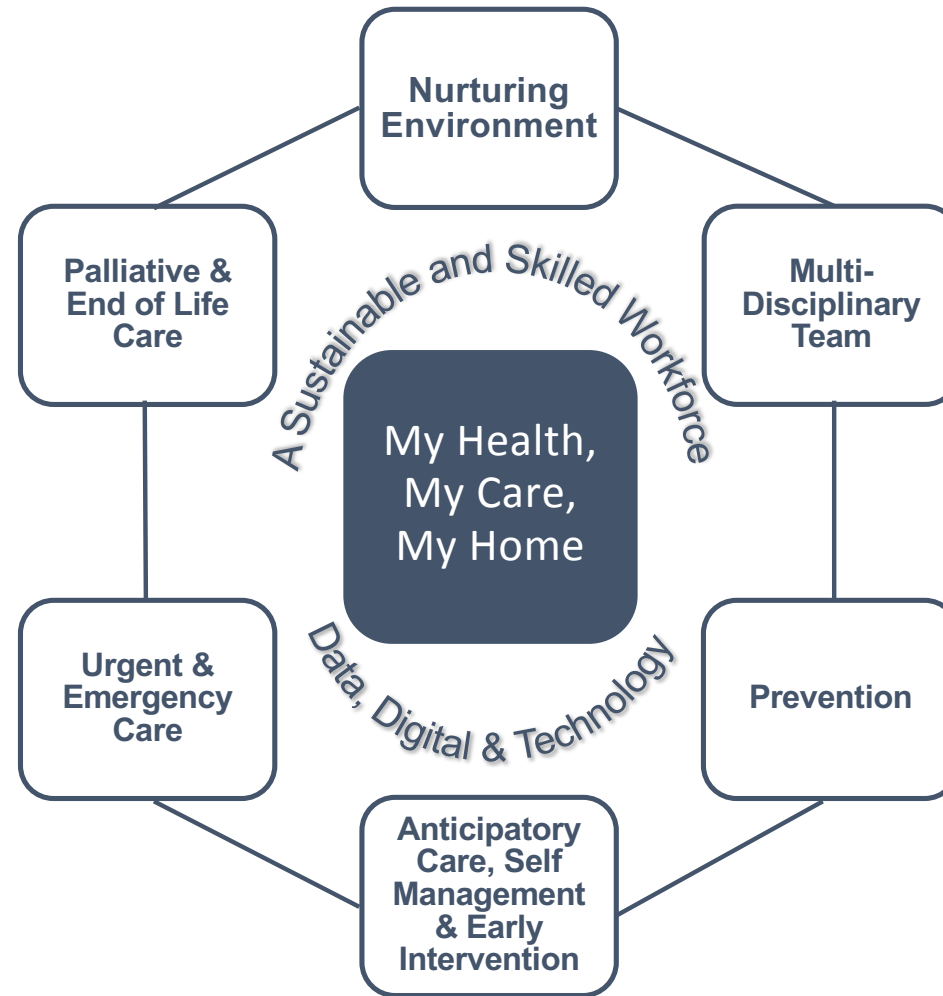 Nurturing
Environment
Palliative &
End of Life
Care
Multi-
Disciplinary
Team
A Sustainable and Skilled Workforce
My Health,
My Care,
My Home
Data, Digital & Technology
Urgent &
Emergency
Care
Prevention
Anticipatory
Care, Self
Management
& Early
Intervention